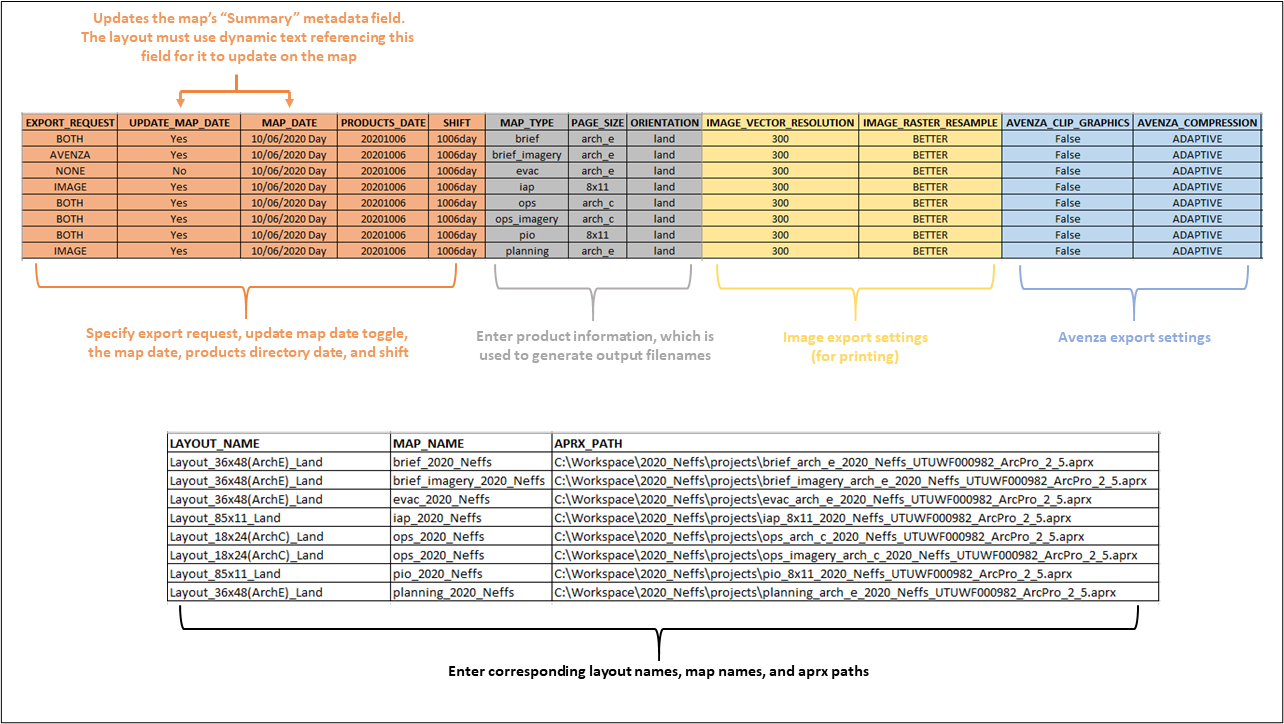 Updates the map's “Summary” metadata field.
The layout must use dynamic text referencing this
field for it to update on the map
EXPORT_REQUEST UPDATE_MAP_DATE MAP_DATE PRODUCTS_DATE SHIFT MAP_TYPE PAGE_SIZE ORIENTATION IMAGE_VECTOR_RESOLUTION IMAGE_RASTER_RESAMPLE AVENZA_CLIP_GRAPHICS AVENZA_COMPRESSION
BOTH Yes 10/06/2020 Day 20201006 1006day brief arch_e land 300 BETTER False ADAPTIVE
AVENZA Yes 10/06/2020 Day 20201006 1006day brief_imagery arch_e land 300 BETTER False ADAPTIVE
NONE No 10/06/2020 Day 20201006 1006day evac arch_e land 300 BETTER False ADAPTIVE
IMAGE Yes 10/06/2020 Day 20201006 1006day iap 8x11 land 300 BETTER False ADAPTIVE
BOTH Yes 10/06/2020 Day 20201006 1006day ops arch_c land 300 BETTER False ADAPTIVE
BOTH Yes 10/06/2020 Day 20201006 1006day ops_imagery arch_c land 300 BETTER False ADAPTIVE
BOTH Yes 10/06/2020 Day 20201006 1006day pio 8x11 land 300 BETTER False ADAPTIVE
IMAGE Yes 10/06/2020 Day 20201006 1006day planning arch_e land 300 BETTER False ADAPTIVE
Specify export request, update map date toggle,
the map date, products directory date, and shift
Enter product information, which is
used to generate output filenames
Image export settings
(for printing)
Avenza export settings
LAYOUT_NAME MAP_NAME APRX_PATH
Layout_36x48(ArchE)_Land brief_2020_Neffs C:\Workspace\2020_Neffs\projects\brief_arch_e_2020_Neffs_UTUWF000982_ArcPro_2_5.aprx
Layout_36x48(ArchE)_Land brief_imagery_2020_Neffs C:\Workspace\2020_Neffs\projects\brief_imagery_arch_e_2020_Neffs_UTUWF000982_ArcPro_2_5.aprx
Layout_36x48(ArchE)_Land evac_2020_Neffs C:\Workspace\2020_Neffs\projects\evac_arch_e_2020_Neffs_UTUWF000982_ArcPro_2_5.aprx
Layout_85x11_Land iap_2020_Neffs C:\Workspace\2020_Neffs\projects\iap_8x11_2020_Neffs_UTUWF000982_ArcPro_2_5.aprx
Layout_18x24(ArchC)_Land ops_2020_Neffs C:\Workspace\2020_Neffs\projects\ops_arch_c_2020_Neffs_UTUWF000982_ArcPro_2_5.aprx
Layout_18x24(ArchC)_Land ops_2020_Neffs C:\Workspace\2020_Neffs\projects\ops_imagery_arch_c_2020_Neffs_UTUWF000982_ArcPro_2_5.aprx
Layout_85x11_Land pio_2020_Neffs C:\Workspace\2020_Neffs\projects\pio_8x11_2020_Neffs_UTUWF000982_ArcPro_2_5.aprx
Layout_36x48(ArchE)_Land planning_2020_Neffs C:\Workspace\2020_Neffs\projects\planning_arch_e_2020_Neffs_UTUWF000982_ArcPro_2_5.aprx
Enter corresponding layout names, map names, and aprx paths